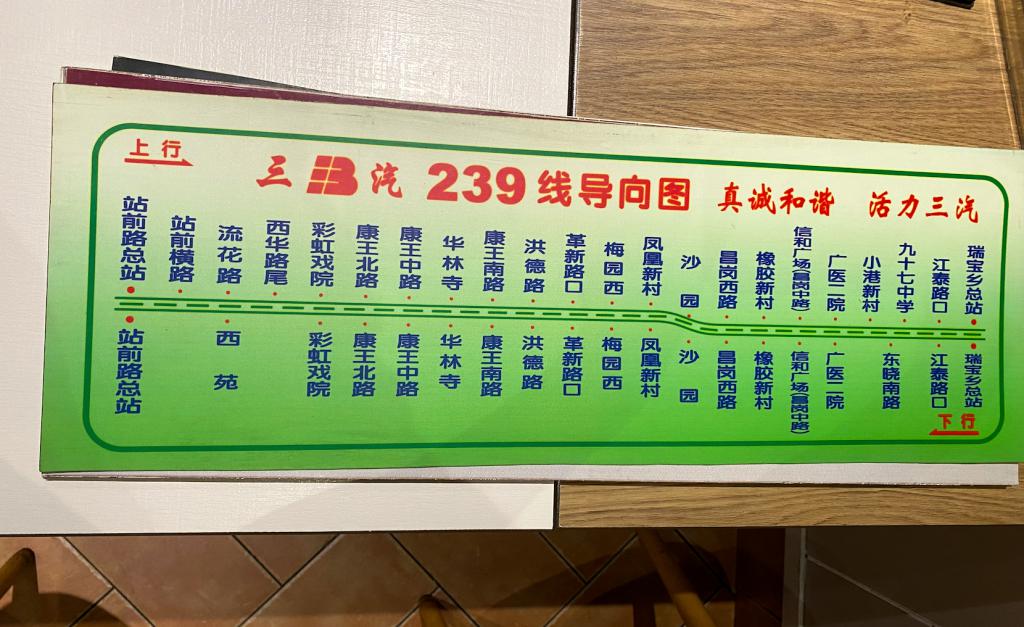 上行
三汽 239线导向图 真诚和谐 活力三汽
站前路总站
站前横路
流花路
西华路尾
彩虹戏院
康王北路
康王中路
华林寺
康王南路
洪德路
革新路口
梅园西
凤凰新村
沙园
昌岗西路
橡胶新村
信和广场(昌岗中路)
广医二院
小港新村
九十七中学
江泰路口
瑞宝乡总站
站前路总站
西苑
彩虹戏院
康王北路
康王中路
华林寺
康王南路
洪德路
革新路口
梅园西
凤凰新村
沙园
昌岗西路
橡胶新村
信和广场(昌岗中路)
广医二院
东晓南路
江泰路口
瑞宝乡总站
下行